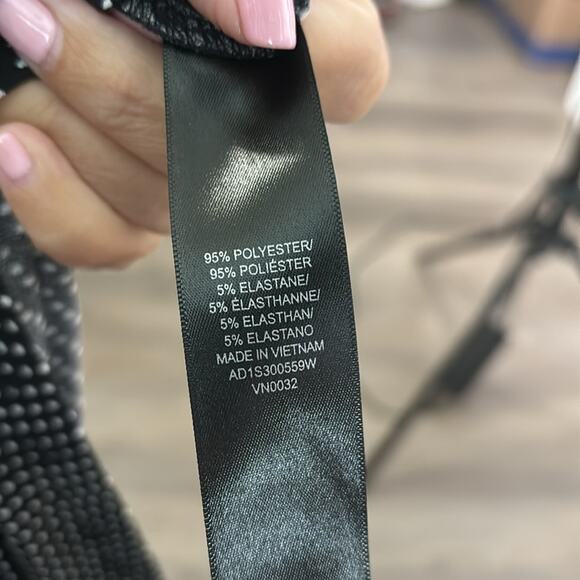 95% POLYESTER/
95% POLIÉSTER
5% ELASTANE/
5% ÉLASTHANNE/
5% ELASTHAN/
5% ELASTANO
MADE IN VIETNAM
AD1S300559W
VN0032